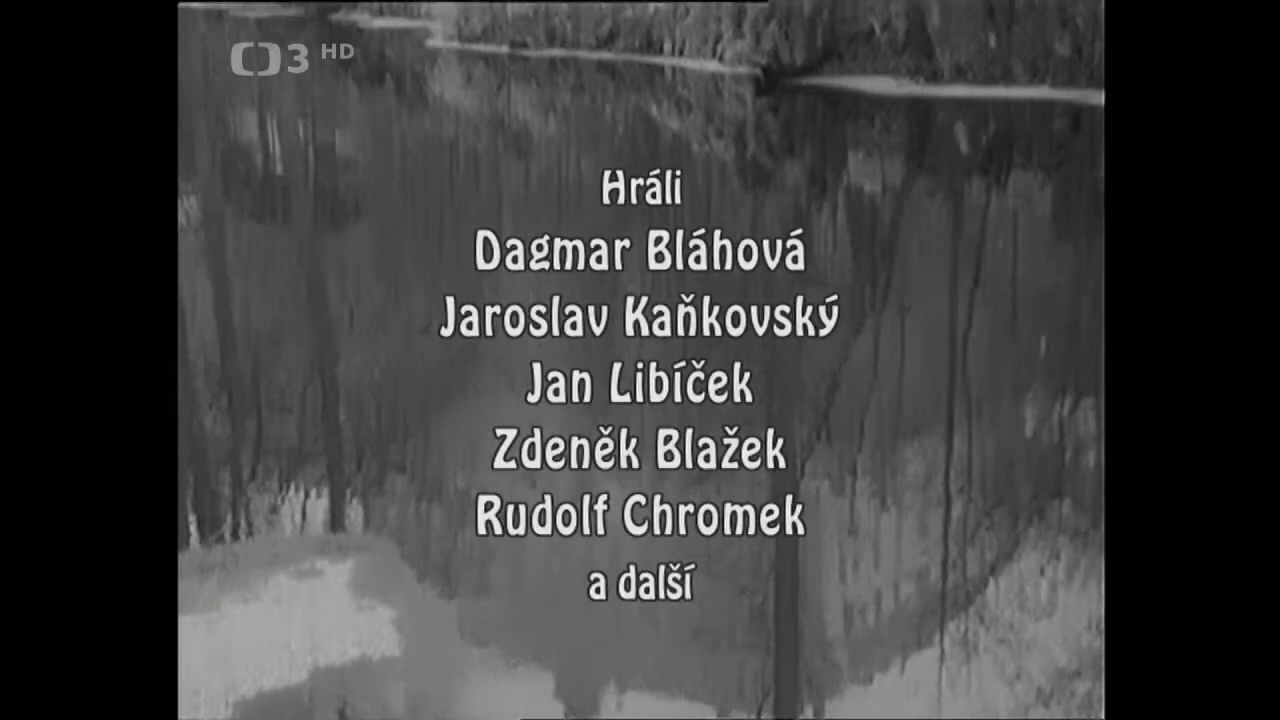 ČT3 HD
Hráli
Dagmar Bláhová
Jaroslav Kaňkovský
Jan Libíček
Zdeněk Blažek
Rudolf Chromek
a další